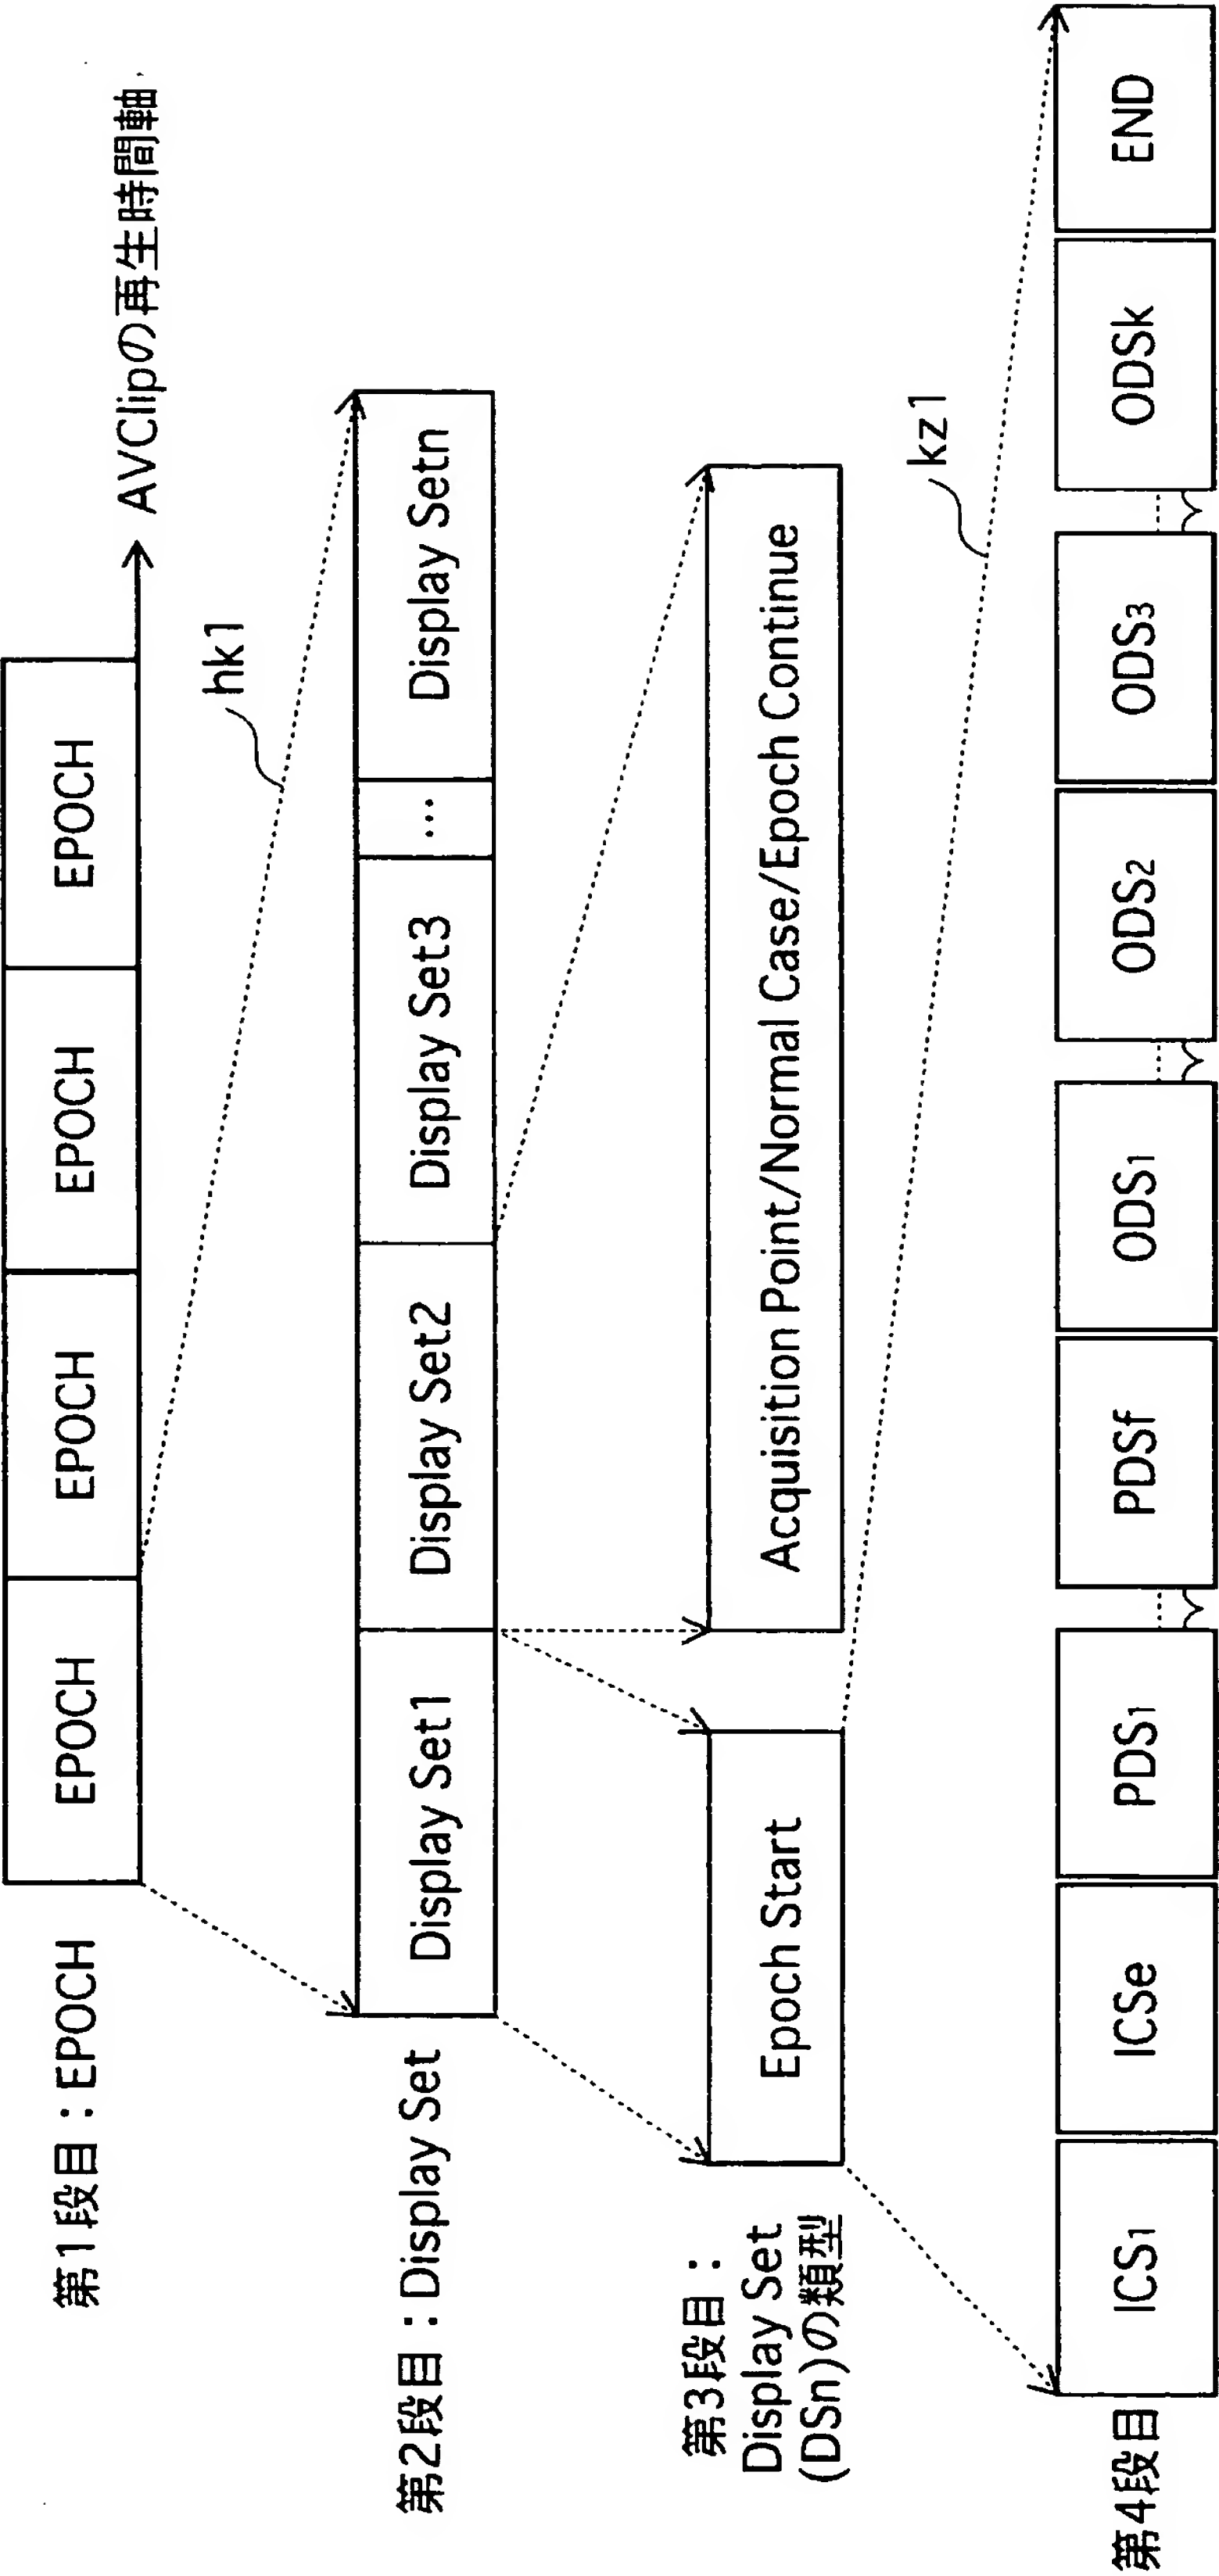 第1段目：EPOCH
EPOCH
EPOCH
EPOCH
EPOCH
AVClipの再生時間軸
hk1
第2段目：Display Set
Display Set1
Display Set2
Display Set3
...
Display Setn
第3段目：
Display Set
(DSn)の類型
Epoch Start
Acquisition Point/Normal Case/Epoch Continue
kz1
第4段目
ICS1
ICSe
PDS1
PDSf
ODS1
ODS2
ODS3
ODSk
END